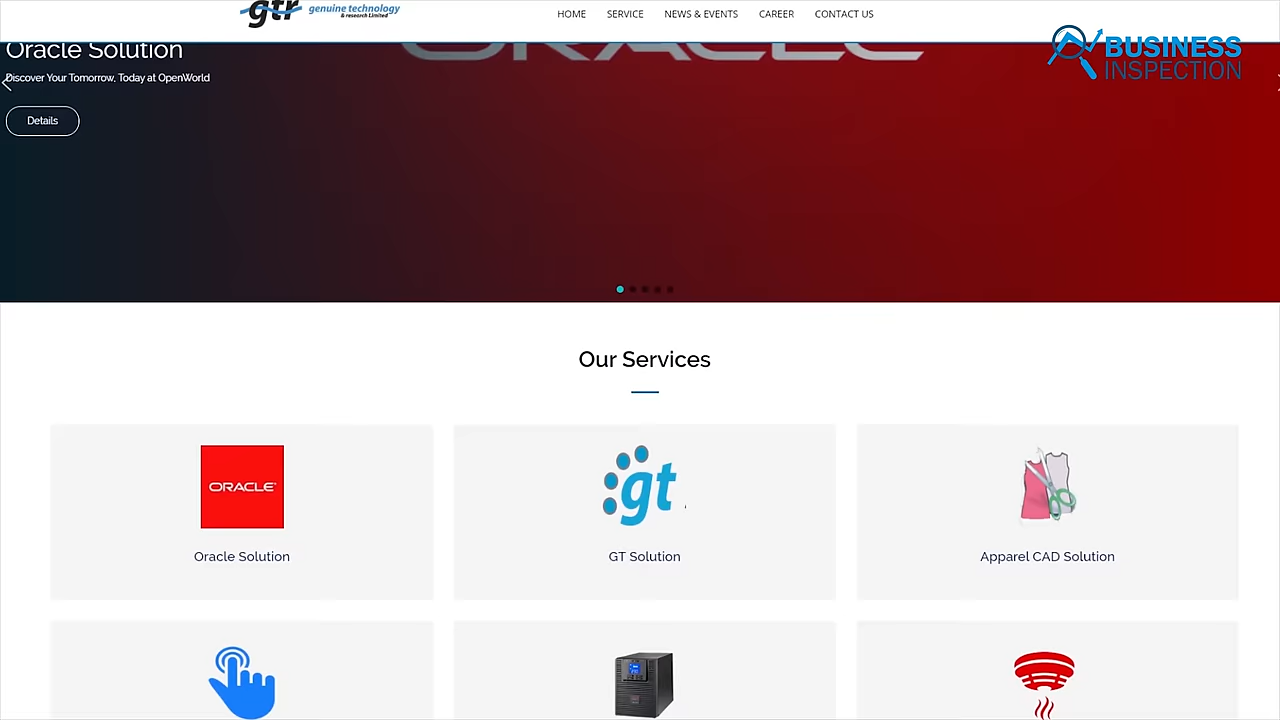 gtr genuine technology
& research Limited
HOME SERVICE NEWS & EVENTS CAREER CONTACT US
BUSINESS
INSPECTION
ORACLE
Oracle Solution
Discover Your Tomorrow, Today at OpenWorld
Details
Our Services
ORACLE
gt
Oracle Solution
GT Solution
Apparel CAD Solution